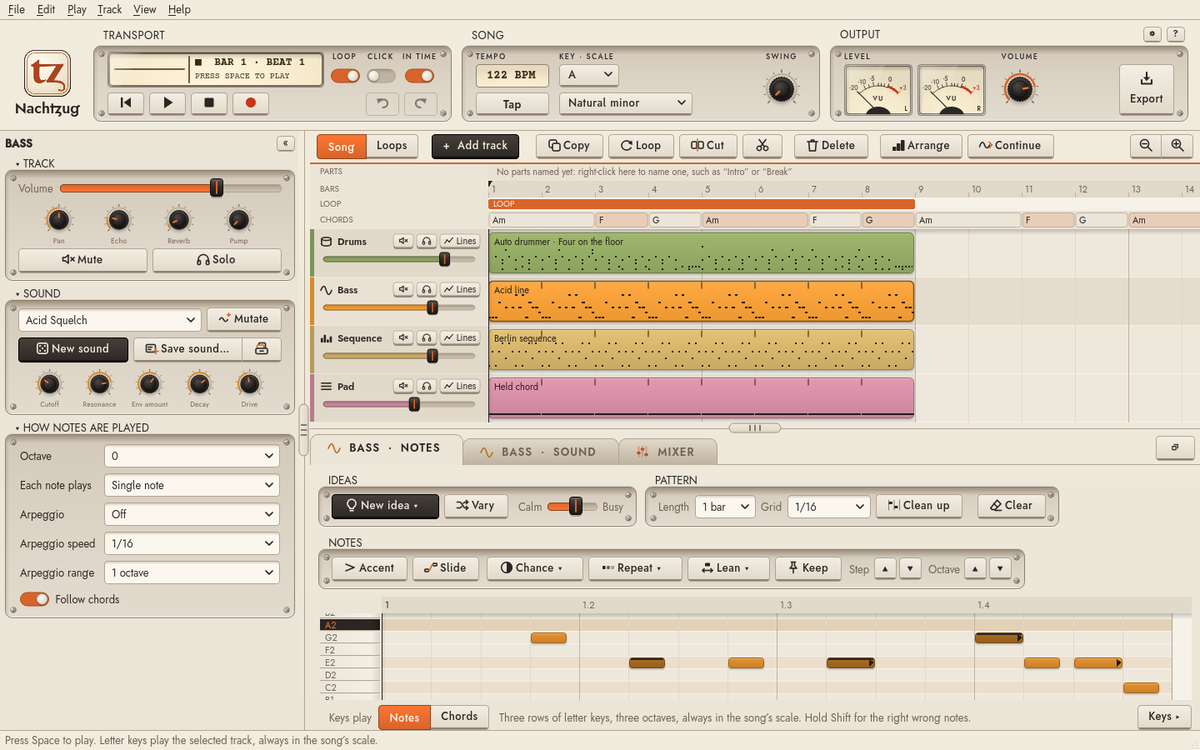 File Edit Play Track View Help
TRANSPORT SONG OUTPUT
tz
Nachtzug
BAR 1 · BEAT 1
PRESS SPACE TO PLAY
LOOP CLICK IN TIME
TEMPO
122 BPM
Tap
KEY · SCALE
A
Natural minor
SWING
LEVEL
-20 -10 -5 0 +3
VU
L
-20 -10 -5 0 +3
VU
R
VOLUME
Export
BASS
TRACK
Volume
Pan Echo Reverb Pump
Mute Solo
SOUND
Acid Squelch Mutate
New sound Save sound...
Cutoff Resonance Env amount Decay Drive
HOW NOTES ARE PLAYED
Octave 0
Each note plays Single note
Arpeggio Off
Arpeggio speed 1/16
Arpeggio range 1 octave
Follow chords
Song Loops + Add track Copy Loop Cut Delete Arrange Continue
PARTS No parts named yet: right-click here to name one, such as “Intro” or “Break”
BARS 1 2 3 4 5 6 7 8 9 10 11 12 13 14
LOOP LOOP
CHORDS Am F G Am F G Am F G Am
Drums Lines Auto drummer · Four on the floor
Bass Lines Acid line
Sequence Lines Berlin sequence
Pad Lines Held chord
BASS · NOTES BASS · SOUND MIXER
IDEAS PATTERN
New idea Vary Calm Busy Length 1 bar Grid 1/16 Clean up Clear
NOTES
Accent Slide Chance Repeat Lean Keep Step Octave
1 1.2 1.3 1.4
A2
G2
F2
E2
D2
C2
Keys play Notes Chords Three rows of letter keys, three octaves, always in the song’s scale. Hold Shift for the right wrong notes. Keys
Press Space to play. Letter keys play the selected track, always in the song’s scale.